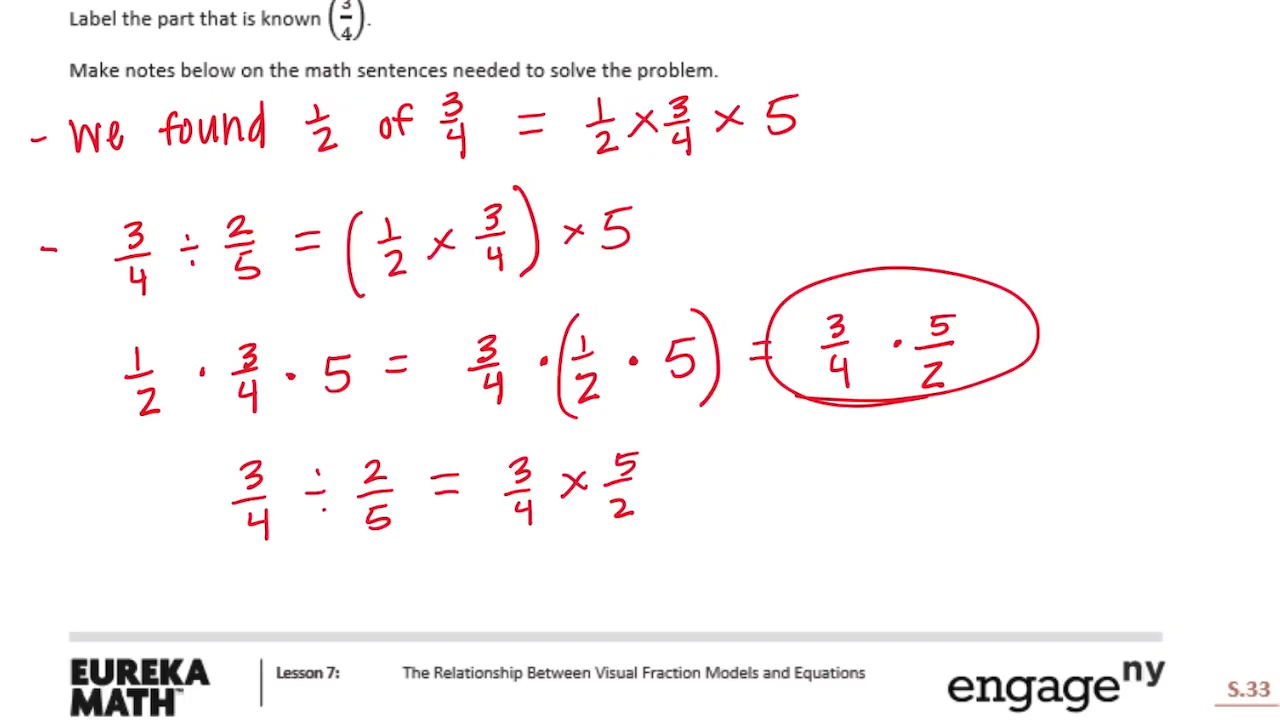 Label the part that is known (3/4).
Make notes below on the math sentences needed to solve the problem.
- We found 1/2 of 3/4 = 1/2 × 3/4 × 5
- 3/4 ÷ 2/5 = (1/2 × 3/4) × 5
1/2 · 3/4 · 5 = 3/4 · (1/2 · 5) = 3/4 · 5/2
3/4 ÷ 2/5 = 3/4 × 5/2
EUREKA MATH™
Lesson 7: The Relationship Between Visual Fraction Models and Equations
engage ny
S.33